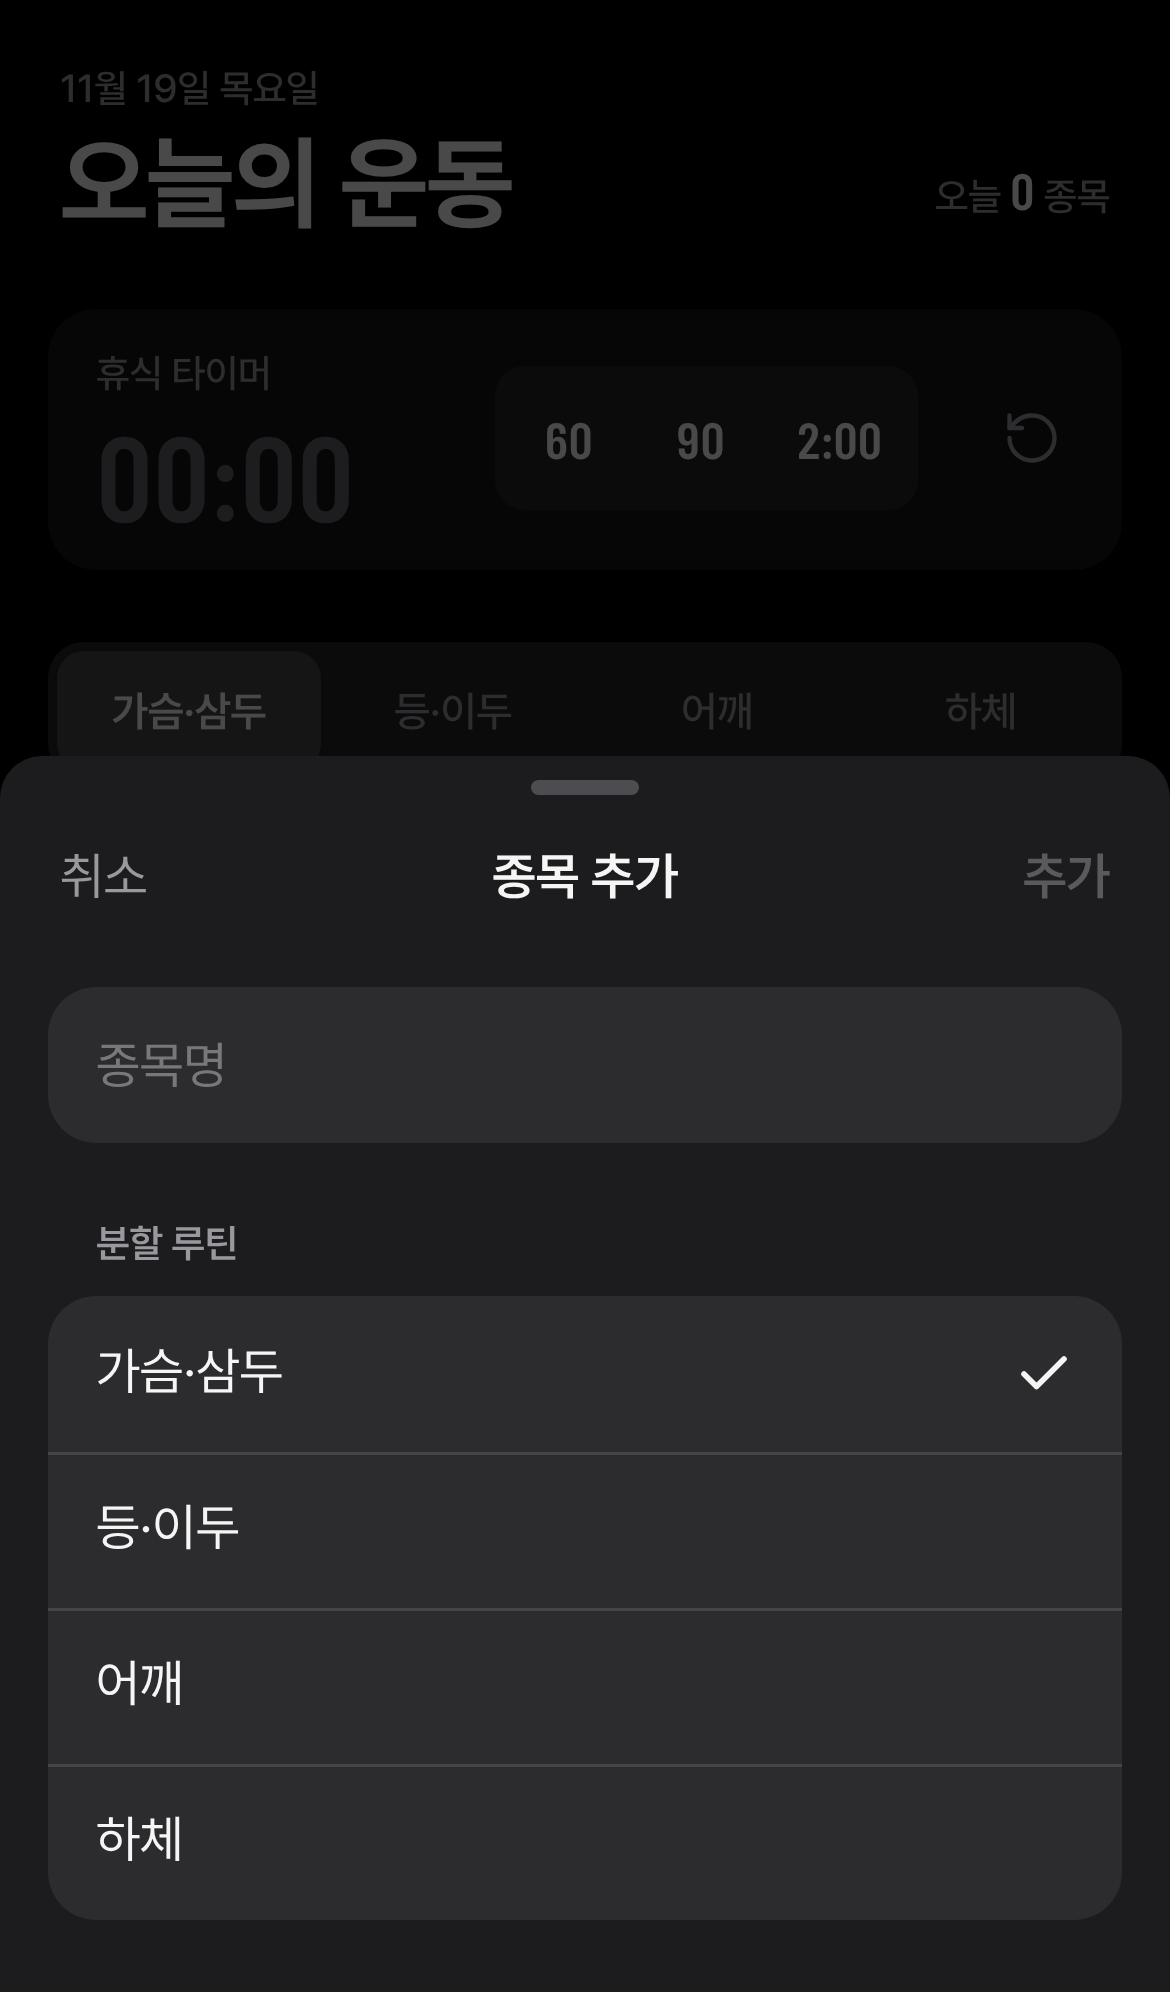 11월 19일 목요일
오늘의 운동
오늘 0 종목
휴식 타이머
00:00
60 90 2:00
가슴·삼두 등·이두 어깨 하체
취소 종목 추가 추가
종목명
분할 루틴
가슴·삼두
등·이두
어깨
하체